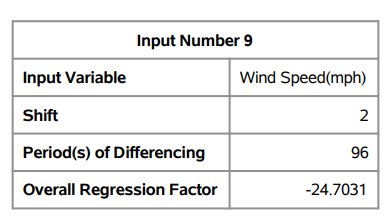 Input Number 9
Input Variable Wind Speed(mph)
Shift 2
Period(s) of Differencing 96
Overall Regression Factor -24.7031